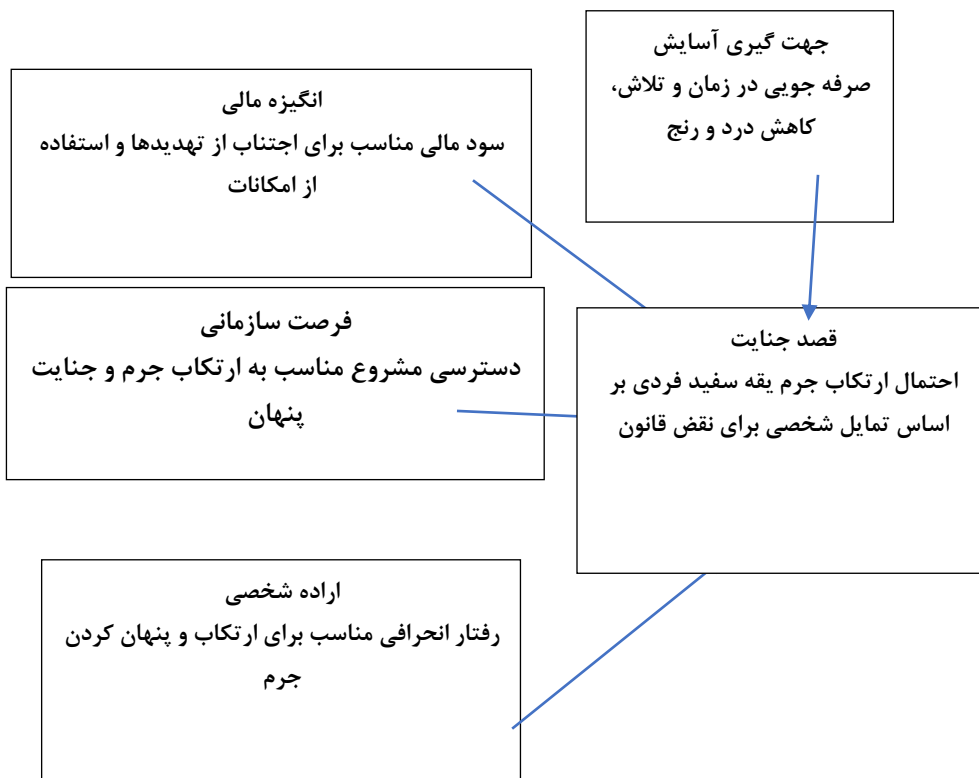 جهت گیری آسایش
صرفه جویی در زمان و تلاش،
کاهش درد و رنج
انگیزه مالی
سود مالی مناسب برای اجتناب از تهدیدها و استفاده
از امکانات
فرصت سازمانی
دسترسی مشروع مناسب به ارتکاب جرم و جنایت
پنهان
قصد جنایت
احتمال ارتکاب جرم یقه سفید فردی بر
اساس تمایل شخصی برای نقض قانون
اراده شخصی
رفتار انحرافی مناسب برای ارتکاب و پنهان کردن
جرم